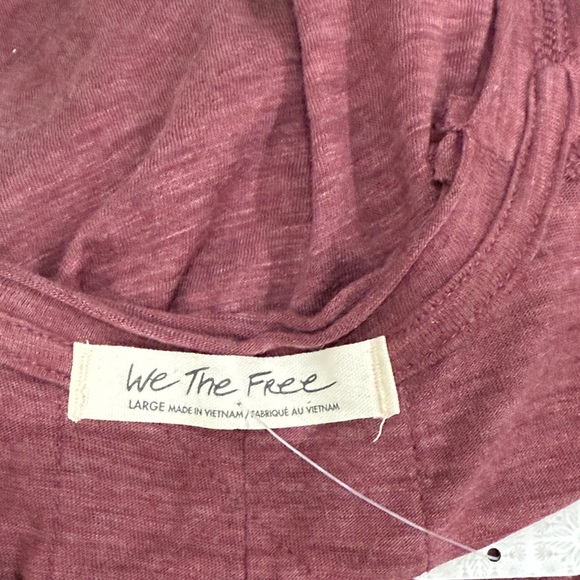 We The Free
LARGE MADE IN VIETNAM / FABRIQUÉ AU VIETNAM